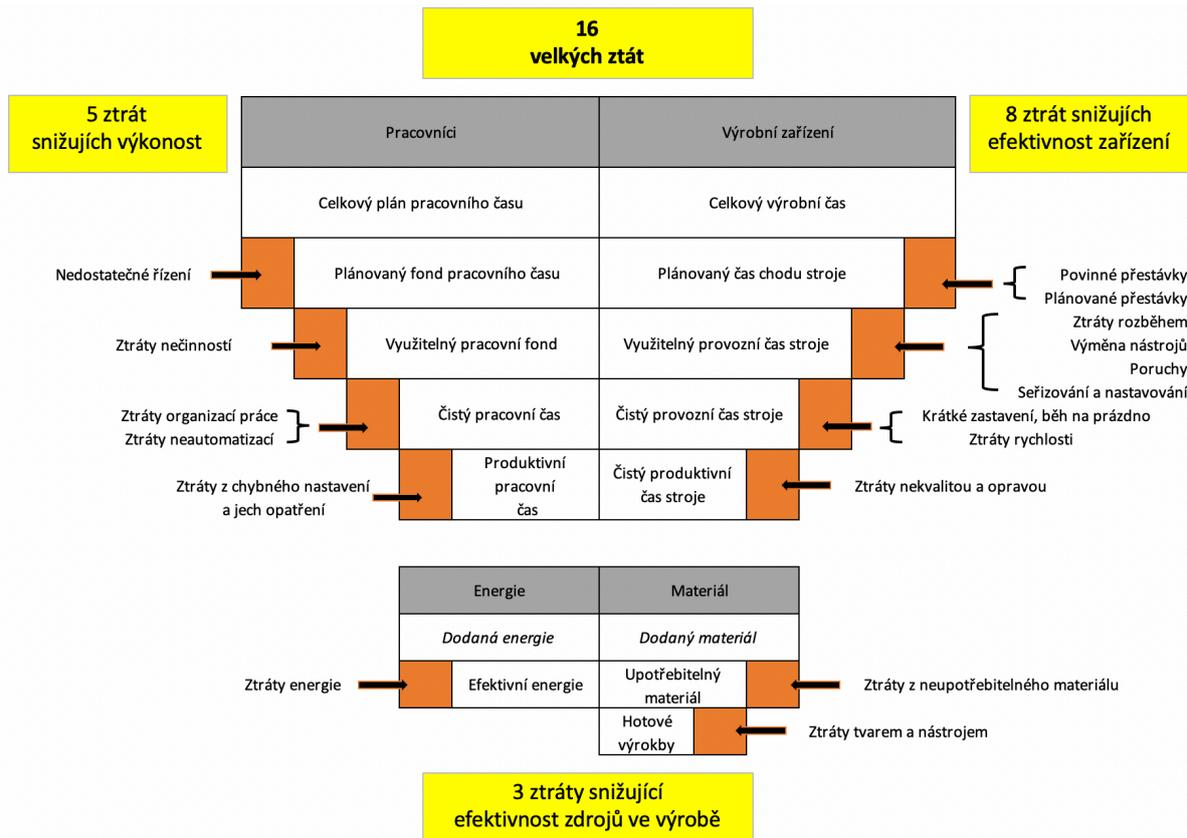 16
velkých ztát
5 ztrát
snižujích výkonost
8 ztrát snižujích
efektivnost zařízení
Pracovníci
Výrobní zařízení
Celkový plán pracovního času
Celkový výrobní čas
Nedostatečné řízení
Plánovaný fond pracovního času
Plánovaný čas chodu stroje
Povinné přestávky
Plánované přestávky
Ztráty nečinností
Využitelný pracovní fond
Využitelný provozní čas stroje
Ztráty rozběhem
Výměna nástrojů
Poruchy
Seřizování a nastavování
Ztráty organizací práce
Ztráty neautomatizací
Čistý pracovní čas
Čistý provozní čas stroje
Krátké zastavení, běh na prázdno
Ztráty rychlosti
Ztráty z chybného nastavení
a jech opatření
Produktivní
pracovní
čas
Čistý produktivní
čas stroje
Ztráty nekvalitou a opravou
Energie
Materiál
Dodaná energie
Dodaný materiál
Ztráty energie
Efektivní energie
Upotřebitelný
materiál
Ztráty z neupotřebitelného materiálu
Hotové
výrokby
Ztráty tvarem a nástrojem
3 ztráty snižující
efektivnost zdrojů ve výrobě